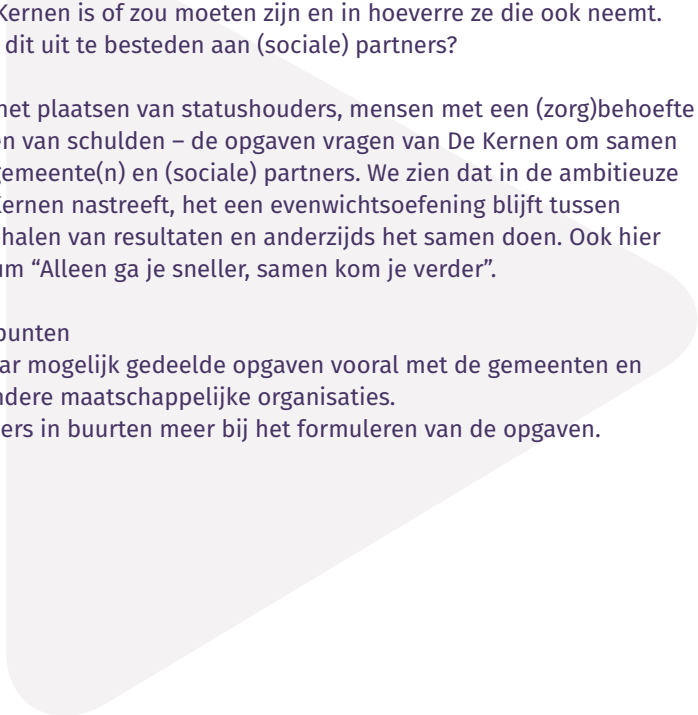 Kernen is of zou moeten zijn en in hoeverre ze die ook neemt.
dit uit te besteden aan (sociale) partners?
het plaatsen van statushouders, mensen met een (zorg)behoefte
en van schulden – de opgaven vragen van De Kernen om samen
gemeente(n) en (sociale) partners. We zien dat in de ambitieuze
Kernen nastreeft, het een evenwichtsoefening blijft tussen
halen van resultaten en anderzijds het samen doen. Ook hier
um “Alleen ga je sneller, samen kom je verder”.
punten
ar mogelijk gedeelde opgaven vooral met de gemeenten en
ndere maatschappelijke organisaties.
ers in buurten meer bij het formuleren van de opgaven.